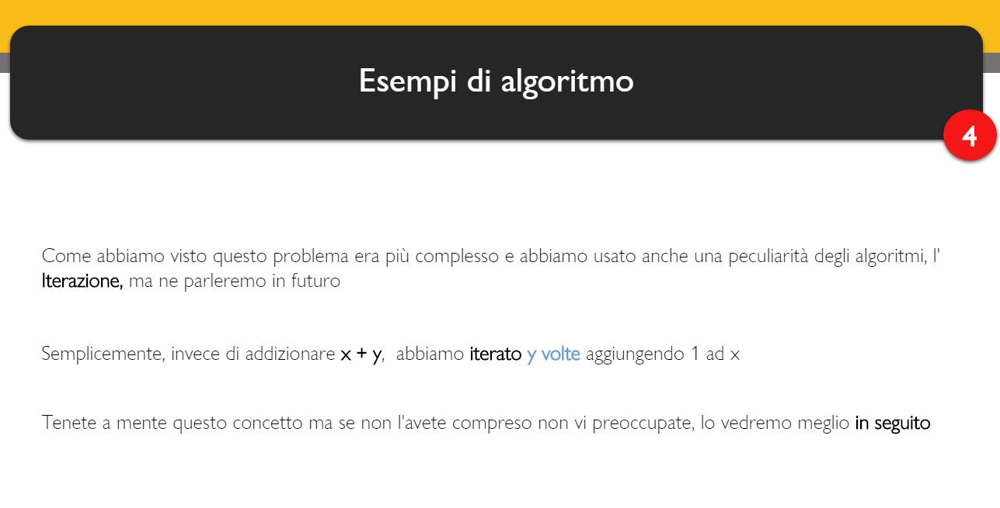 Esempi di algoritmo
4
Come abbiamo visto questo problema era più complesso e abbiamo usato anche una peculiarità degli algoritmi, l'
Iterazione, ma ne parleremo in futuro
Semplicemente, invece di addizionare x + y, abbiamo iterato y volte aggiungendo 1 ad x
Tenete a mente questo concetto ma se non l'avete compreso non vi preoccupate, lo vedremo meglio in seguito